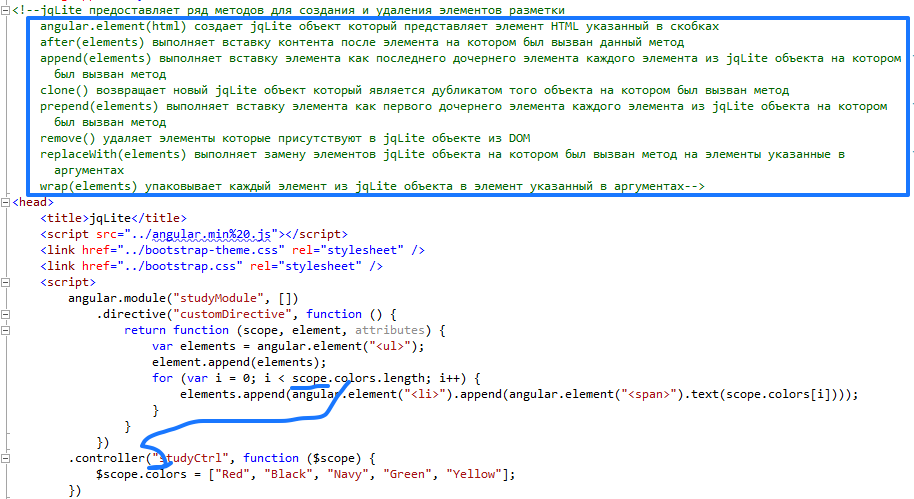 <!--jqLite предоставляет ряд методов для создания и удаления элементов разметки
angular.element(html) создает jqLite объект который представляет элемент HTML указанный в скобках
after(elements) выполняет вставку контента после элемента на котором был вызван данный метод
append(elements) выполняет вставку элемента как последнего дочернего элемента каждого элемента из jqLite объекта на котором
был вызван метод
clone() возвращает новый jqLite объект который является дубликатом того объекта на котором был вызван метод
prepend(elements) выполняет вставку элемента как первого дочернего элемента каждого элемента из jqLite объекта на котором
был вызван метод
remove() удаляет элементы которые присутствуют в jqLite объекте из DOM
replaceWith(elements) выполняет замену элементов jqLite объекта на котором был вызван метод на элементы указанные в
аргументах
wrap(elements) упаковывает каждый элемент из jqLite объекта в элемент указанный в аргументах-->
<head>
<title>jqLite</title>
<script src="../angular.min%20.js"></script>
<link href="../bootstrap-theme.css" rel="stylesheet" />
<link href="../bootstrap.css" rel="stylesheet" />
<script>
angular.module("studyModule", [])
.directive("customDirective", function () {
return function (scope, element, attributes) {
var elements = angular.element("<ul>");
element.append(elements);
for (var i = 0; i < scope.colors.length; i++) {
elements.append(angular.element("<li>").append(angular.element("<span>").text(scope.colors[i])));
}
}
})
.controller("studyCtrl", function ($scope) {
$scope.colors = ["Red", "Black", "Navy", "Green", "Yellow"];
})